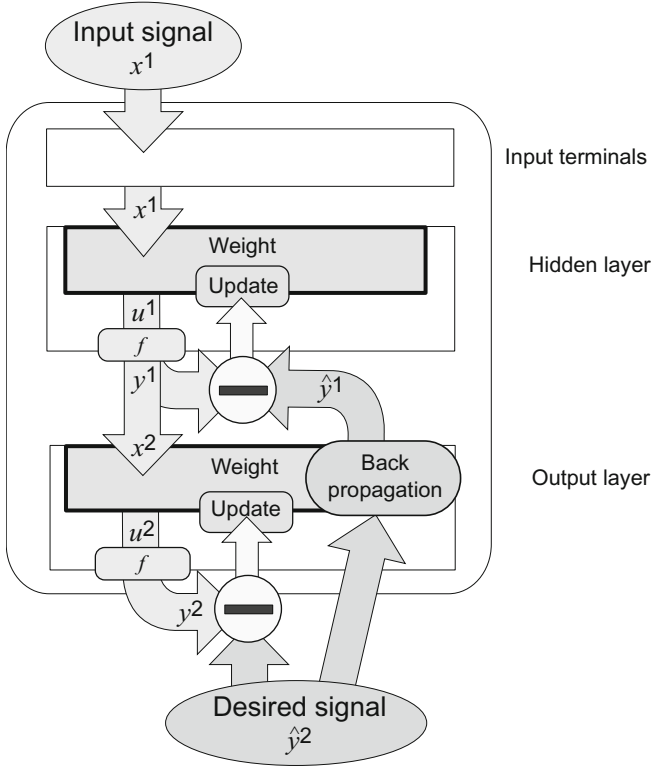 Input signal
x¹
Input terminals
x¹
Weight
Hidden layer
Update
u¹
f
y¹
ŷ¹
x²
Weight
Back
propagation
Output layer
Update
u²
f
y²
Desired signal
ŷ²